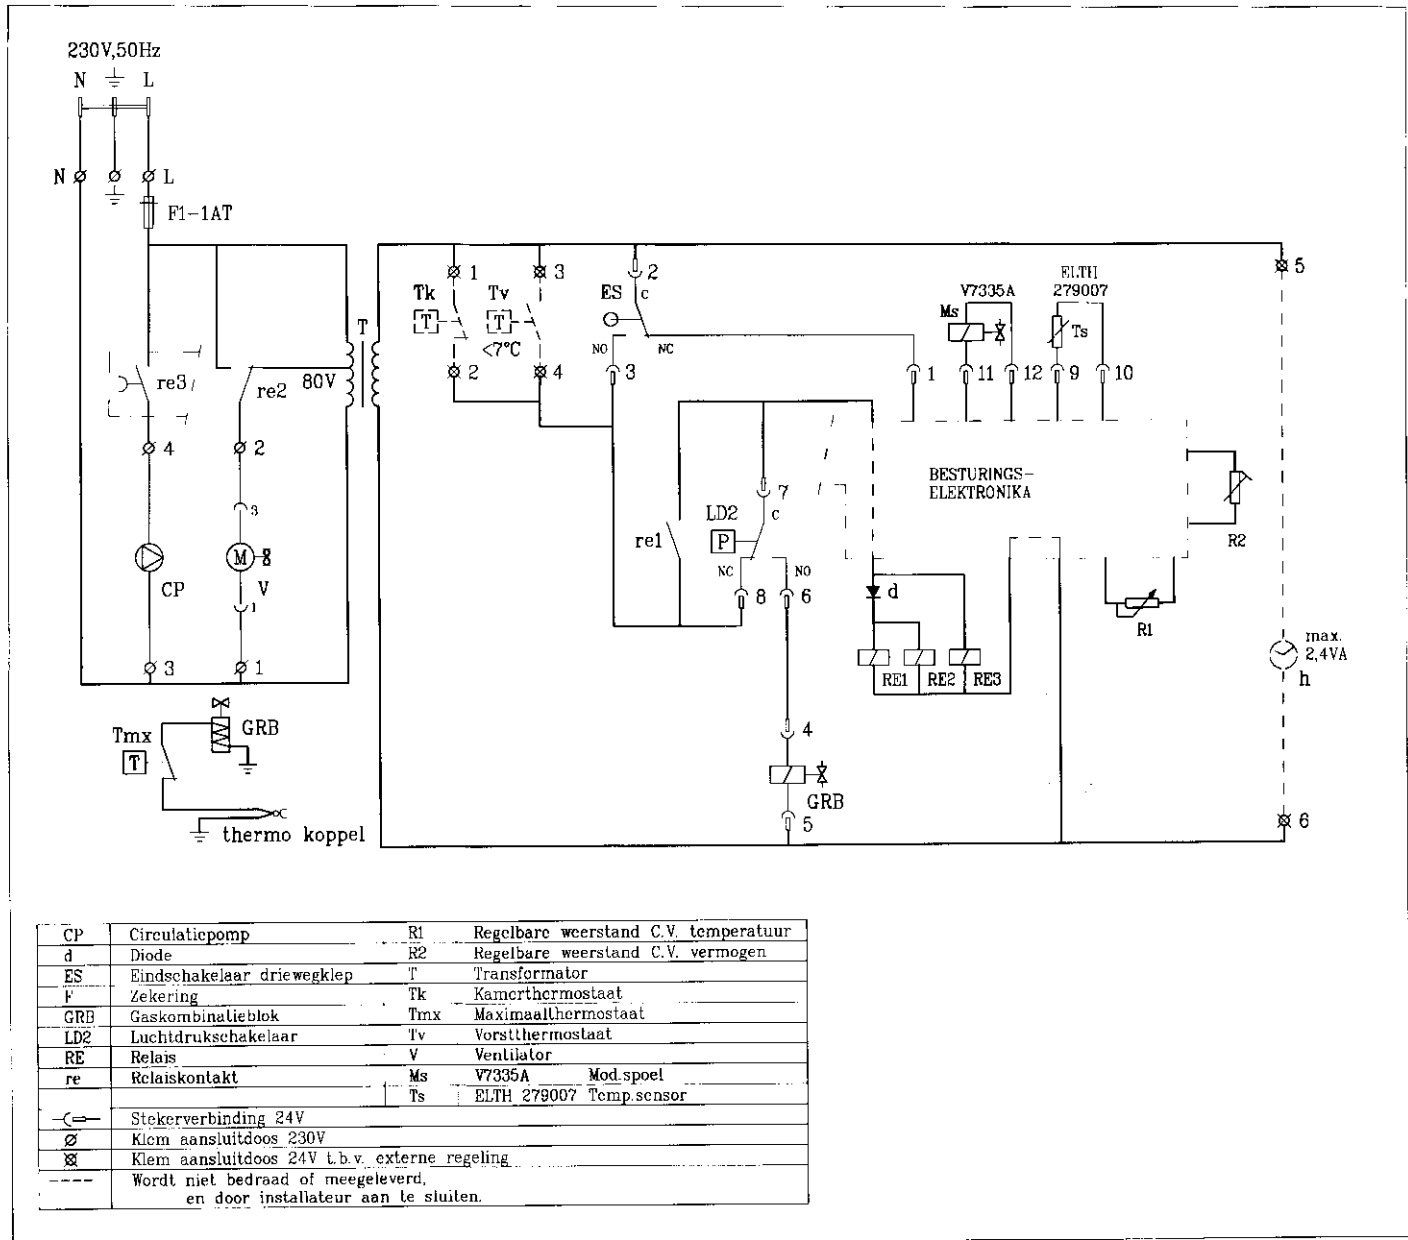 230V,50Hz
N L
N L
F1-1AT
T
re3
re2
80V
4 2
3
M
CP V
1
3 1
GRB
Tmx
T
thermo koppel
1 3 2 5
Tk Tv ES c
T T
<7°C
NO NC
2 4 3
V7335A
Ms
ELTH
279007
Ts
1 11 12 9 10
BESTURINGS-
ELEKTRONIKA
R2
R1
7
LD2 c
P
re1
NC NO
8 6
d
RE1 RE2 RE3
max.
2,4VA
h
4
GRB
5
6
CP Circulatiepomp R1 Regelbare weerstand C.V. temperatuur
d Diode R2 Regelbare weerstand C.V. vermogen
ES Eindschakelaar driewegklep T Transformator
F Zekering Tk Kamerthermostaat
GRB Gaskombinatieblok Tmx Maximaalthermostaat
LD2 Luchtdrukschakelaar Tv Vorstthermostaat
RE Relais V Ventilator
re Relaiskontakt Ms V7335A Mod.spoel
Ts ELTH 279007 Temp.sensor
Stekerverbinding 24V
Klem aansluitdoos 230V
Klem aansluitdoos 24V t.b.v. externe regeling
Wordt niet bedraad of meegeleverd,
en door installateur aan te sluiten.